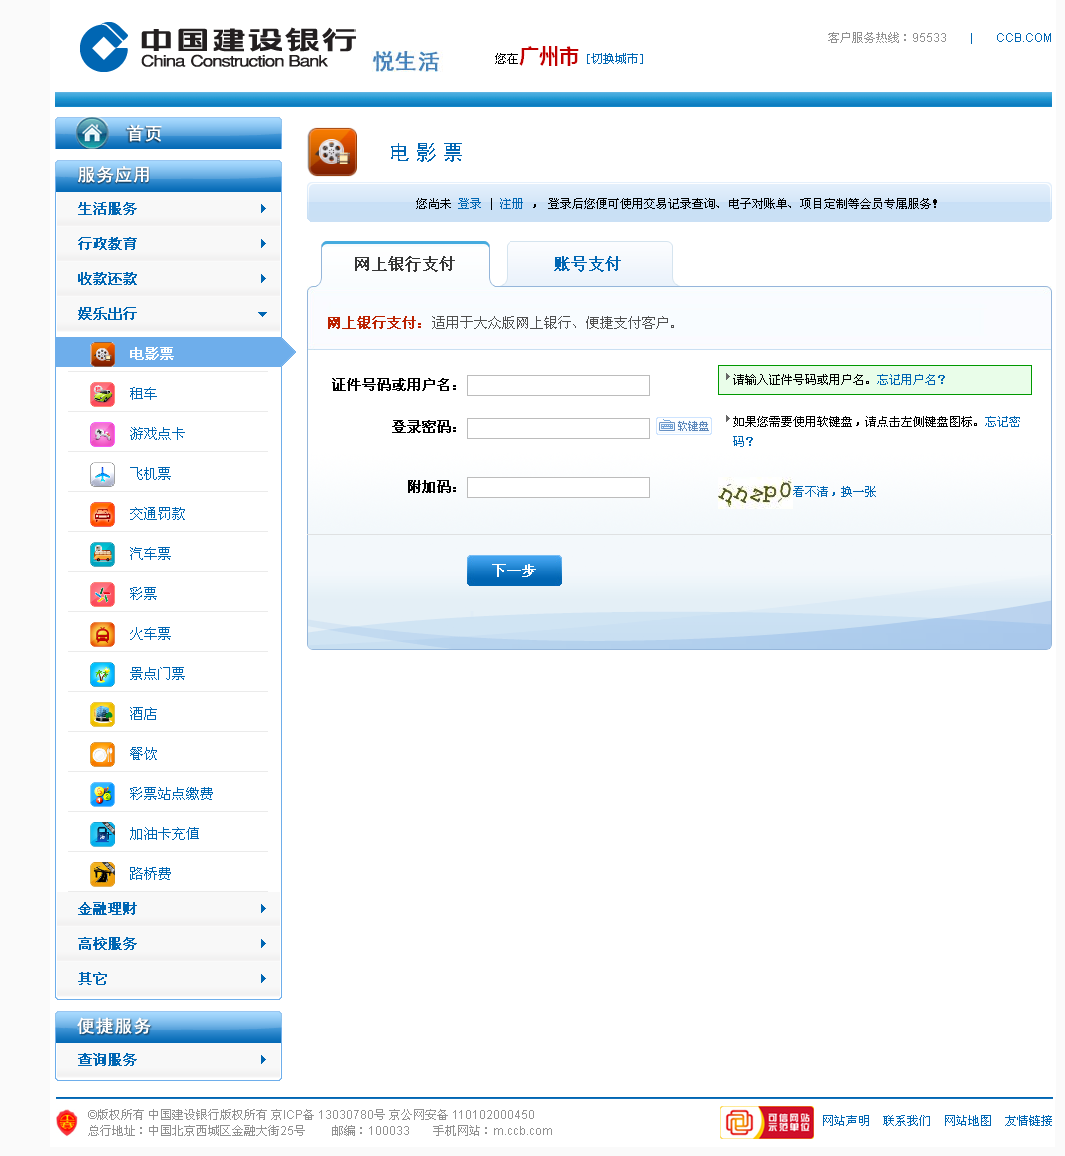 中国建设银行
China Construction Bank
悦生活
您在广州市 [切换城市]
客户服务热线：95533 | CCB.COM
首页
服务应用
生活服务
行政教育
收款还款
娱乐出行
电影票
租车
游戏点卡
飞机票
交通罚款
汽车票
彩票
火车票
景点门票
酒店
餐饮
彩票站点缴费
加油卡充值
路桥费
金融理财
高校服务
其它
便捷服务
查询服务
电影票
您尚未 登录 | 注册 ， 登录后您便可使用交易记录查询、电子对账单、项目定制等会员专属服务！
网上银行支付
账号支付
网上银行支付：适用于大众版网上银行、便捷支付客户。
证件号码或用户名：
请输入证件号码或用户名。忘记用户名？
登录密码：
软键盘
如果您需要使用软键盘，请点击左侧键盘图标。忘记密
码？
附加码：
看不清，换一张
下一步
©版权所有 中国建设银行版权所有 京ICP备 13030780号 京公网安备 110102000450
总行地址：中国北京西城区金融大街25号 邮编：100033 手机网站：m.ccb.com
可信网站
示范单位
网站声明 联系我们 网站地图 友情链接